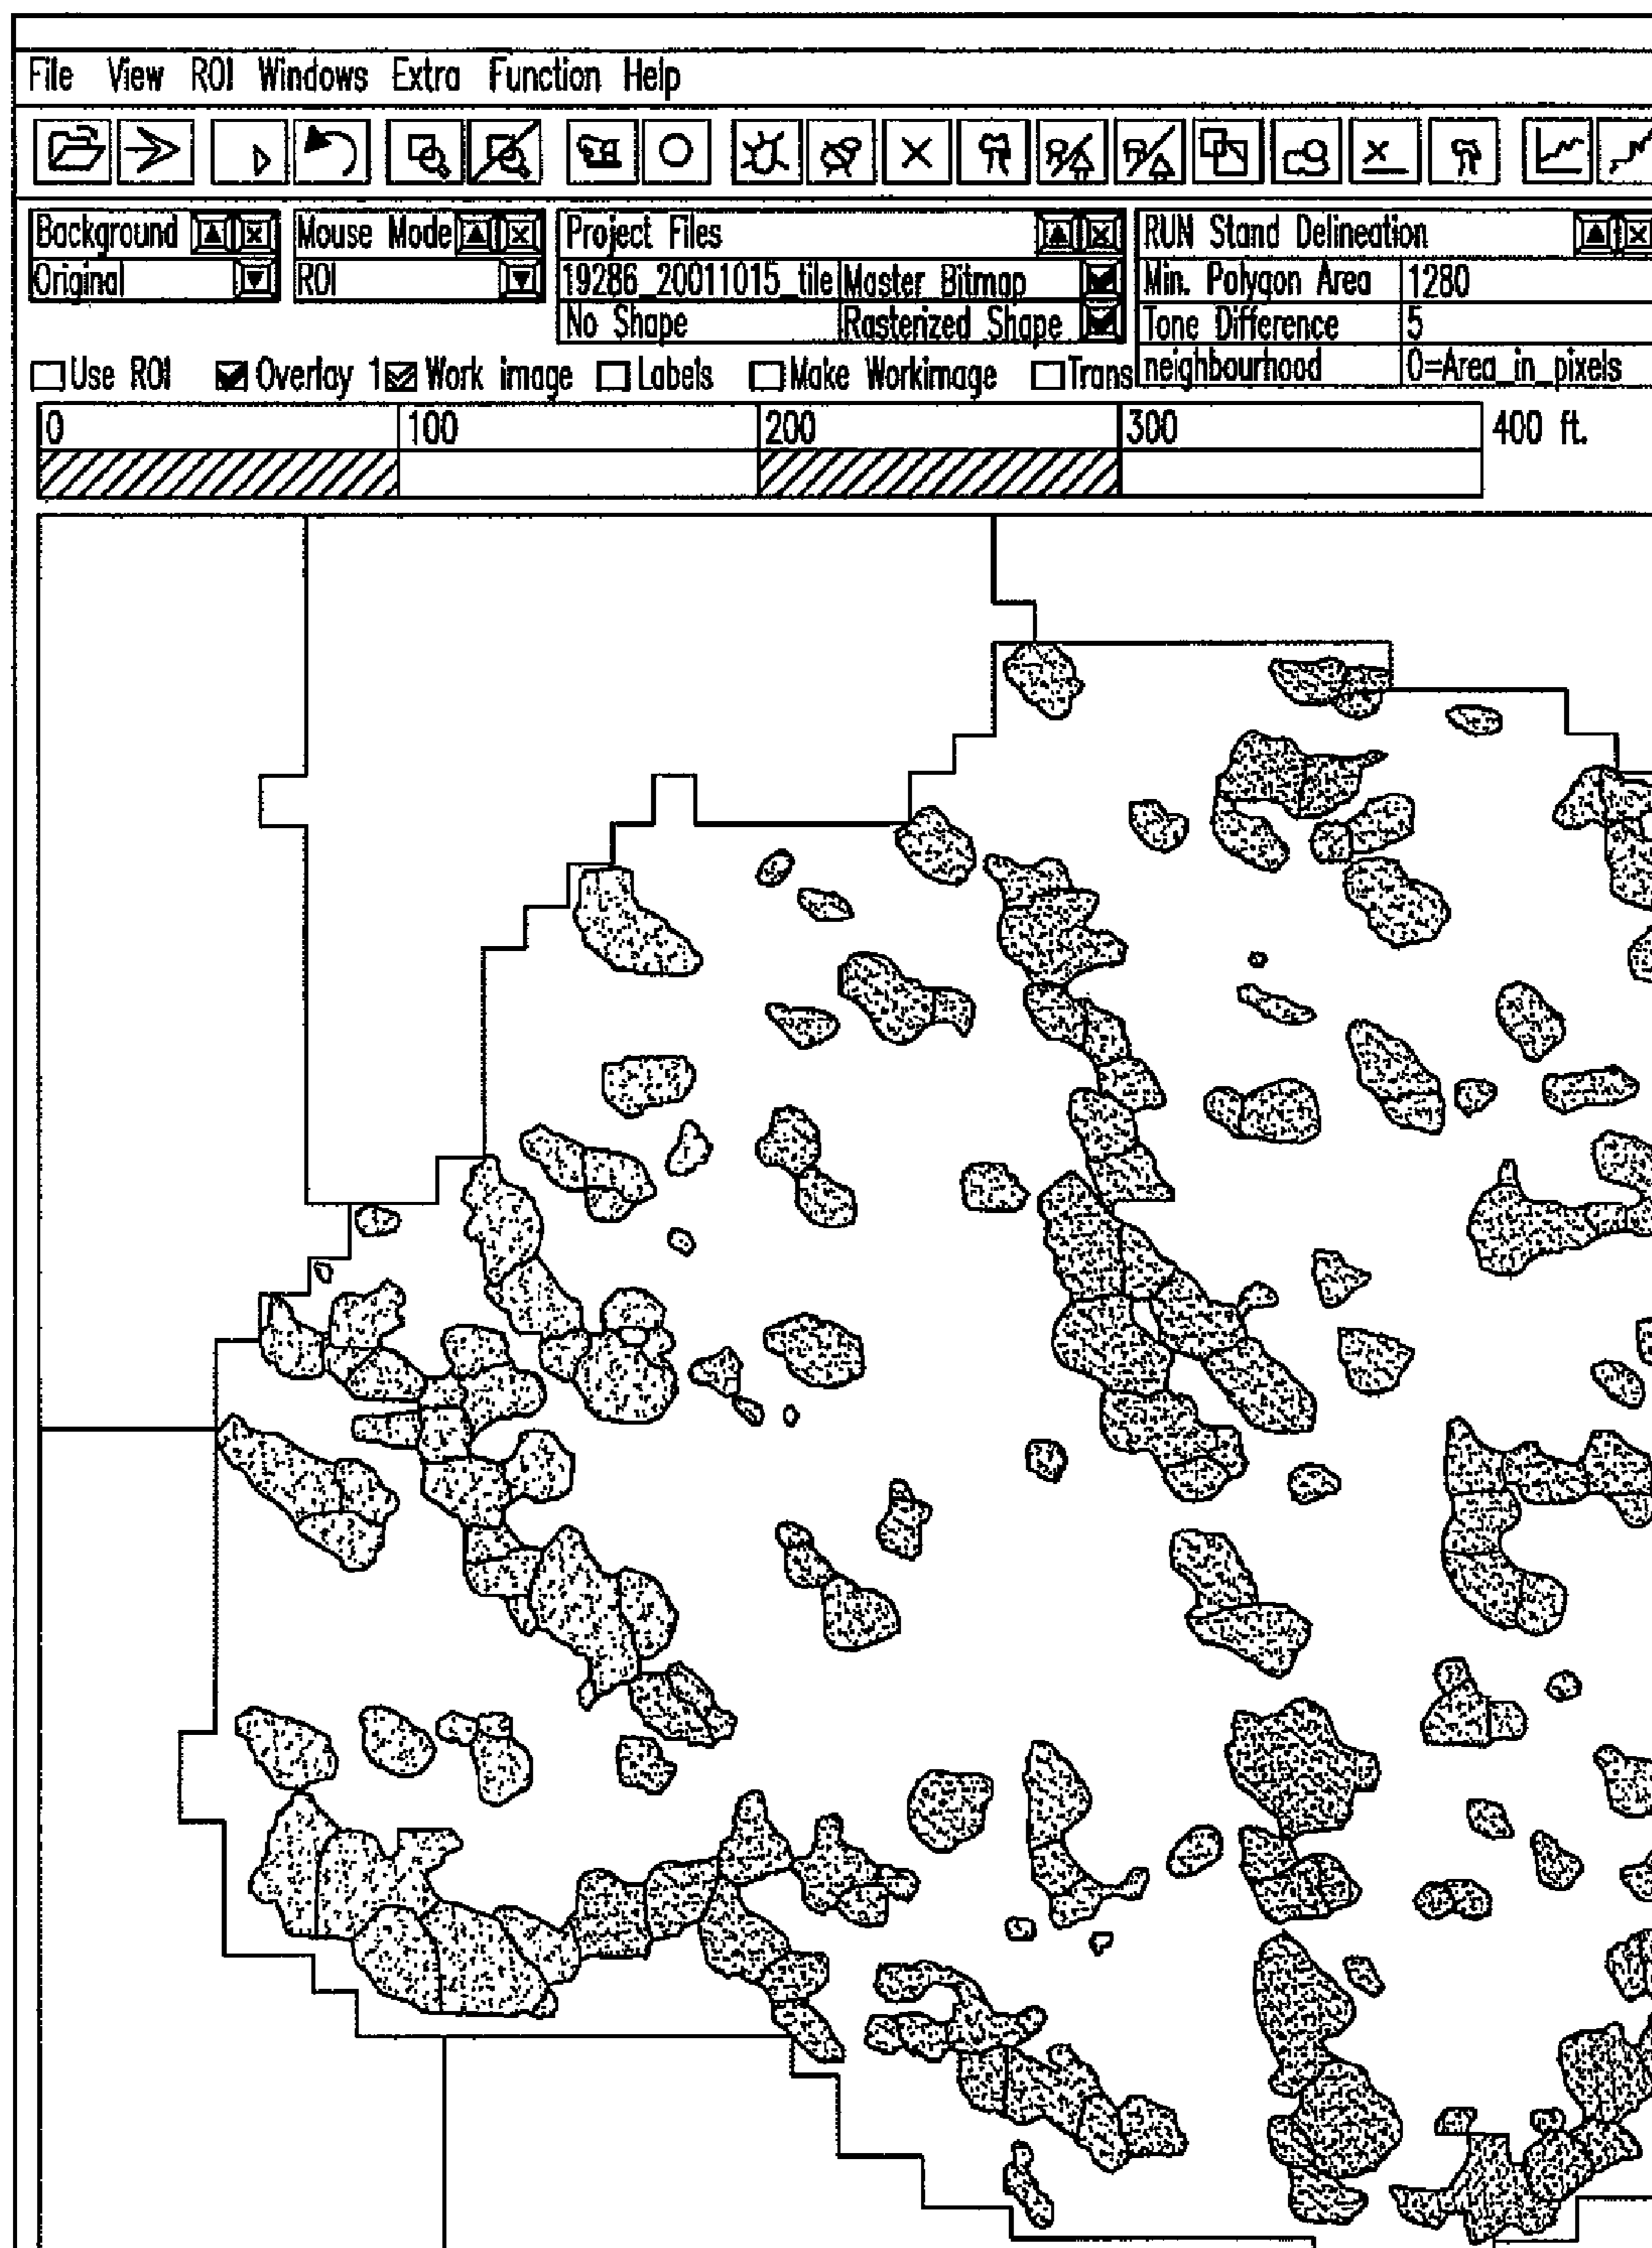 File View ROI Windows Extra Function Help
Background Mouse Mode Project Files RUN Stand Delineation
Original ROI 19286_20011015_tile Master Bitmap Min. Polygon Area 1280
No Shape Rasterized Shape Tone Difference 5
Use ROI Overlay 1 Work image Labels Make Workimage Trans neighbourhood 0=Area_in_pixels
0 100 200 300 400 ft.